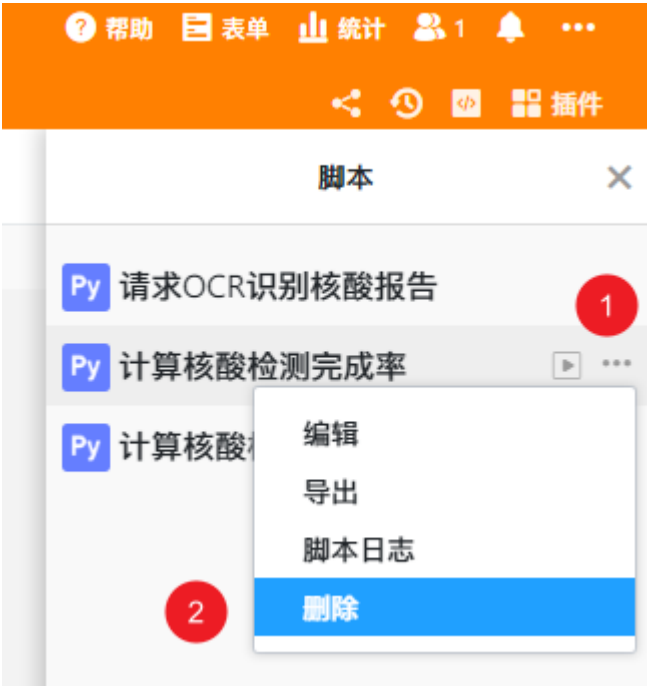 ? 帮助 表单 统计 1
</> 插件
脚本
Py 请求OCR识别核酸报告
1
Py 计算核酸检测完成率
Py 计算核酸
编辑
导出
脚本日志
2 删除